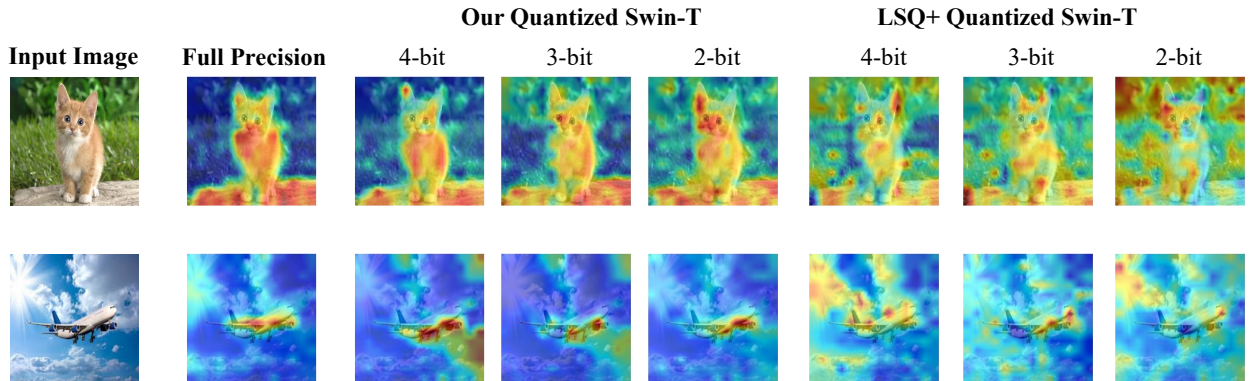 Our Quantized Swin-T LSQ+ Quantized Swin-T
Input Image Full Precision 4-bit 3-bit 2-bit 4-bit 3-bit 2-bit